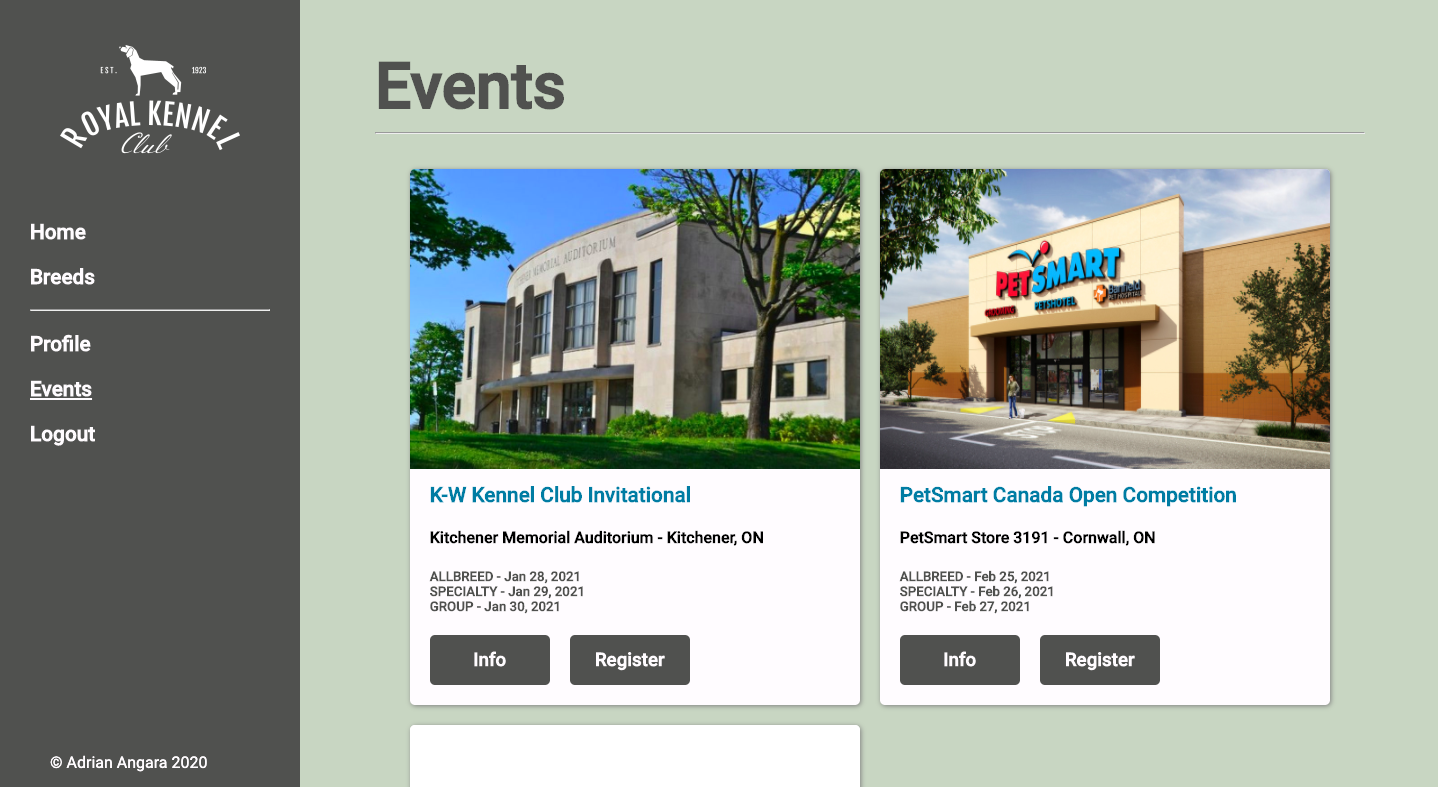 EST.
1923
ROYAL KENNEL
Club
Home
Breeds
Profile
Events
Logout
© Adrian Angara 2020
Events
MEMORIAL AUDITORIUM
PETSMART
PETSHOTEL
GROOMING
Banfield
PET HOSPITAL
K-W Kennel Club Invitational
Kitchener Memorial Auditorium - Kitchener, ON
ALLBREED - Jan 28, 2021
SPECIALTY - Jan 29, 2021
GROUP - Jan 30, 2021
Info
Register
PetSmart Canada Open Competition
PetSmart Store 3191 - Cornwall, ON
ALLBREED - Feb 25, 2021
SPECIALTY - Feb 26, 2021
GROUP - Feb 27, 2021
Info
Register